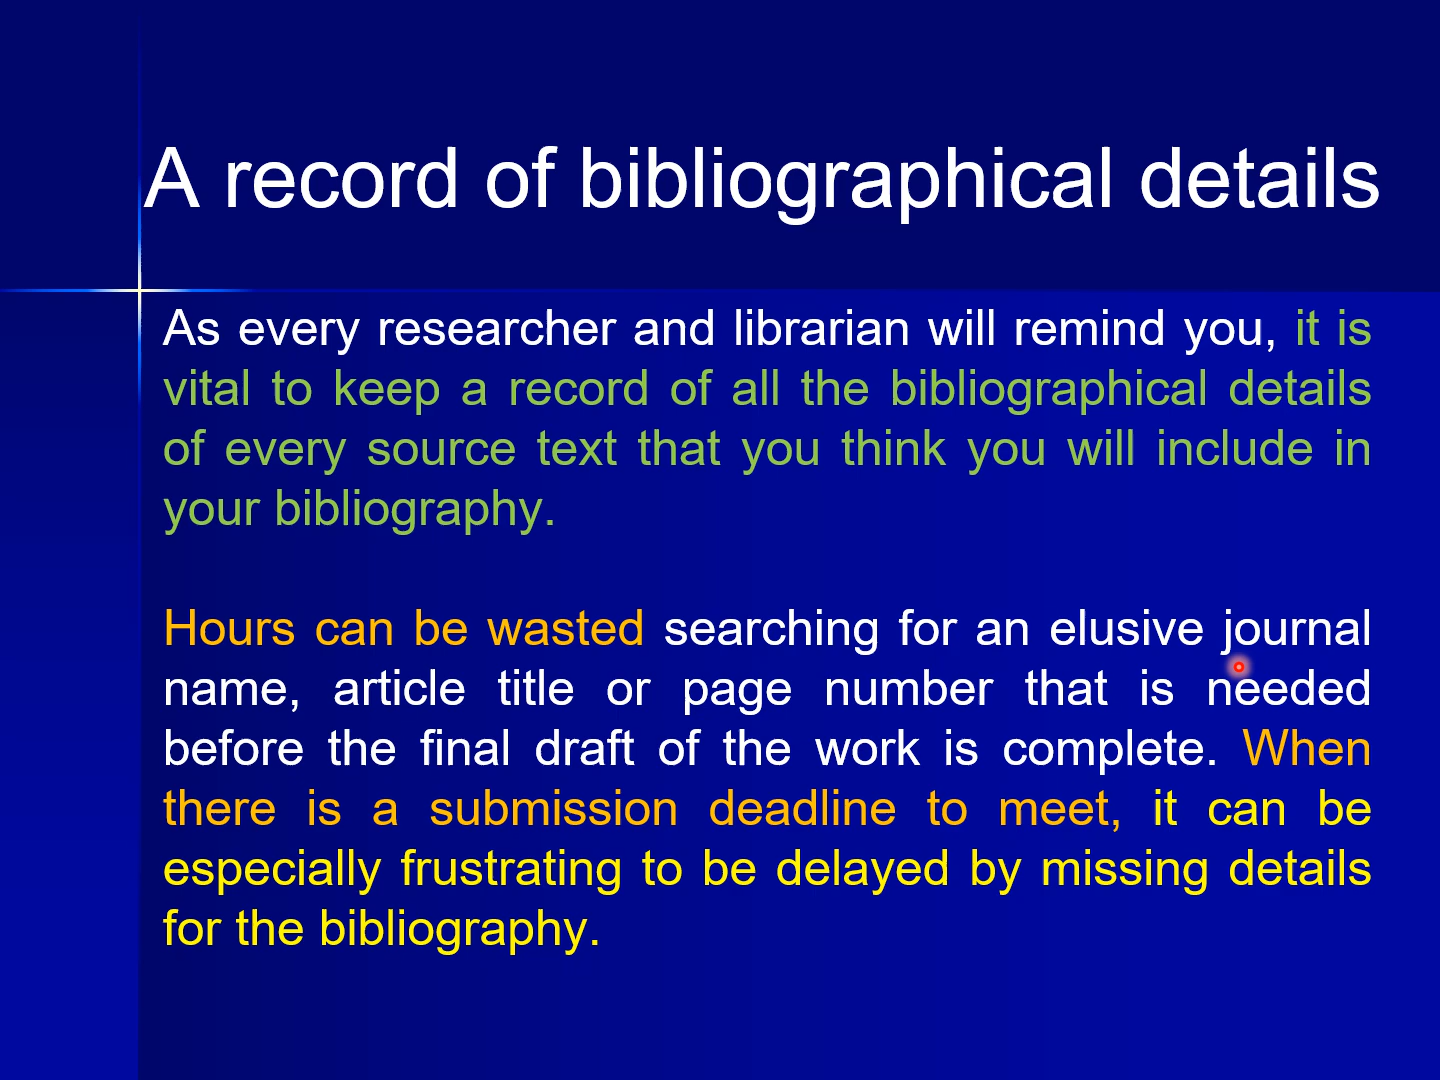 A record of bibliographical details
As every researcher and librarian will remind you, it is
vital to keep a record of all the bibliographical details
of every source text that you think you will include in
your bibliography.
Hours can be wasted searching for an elusive journal
name, article title or page number that is needed
before the final draft of the work is complete. When
there is a submission deadline to meet, it can be
especially frustrating to be delayed by missing details
for the bibliography.